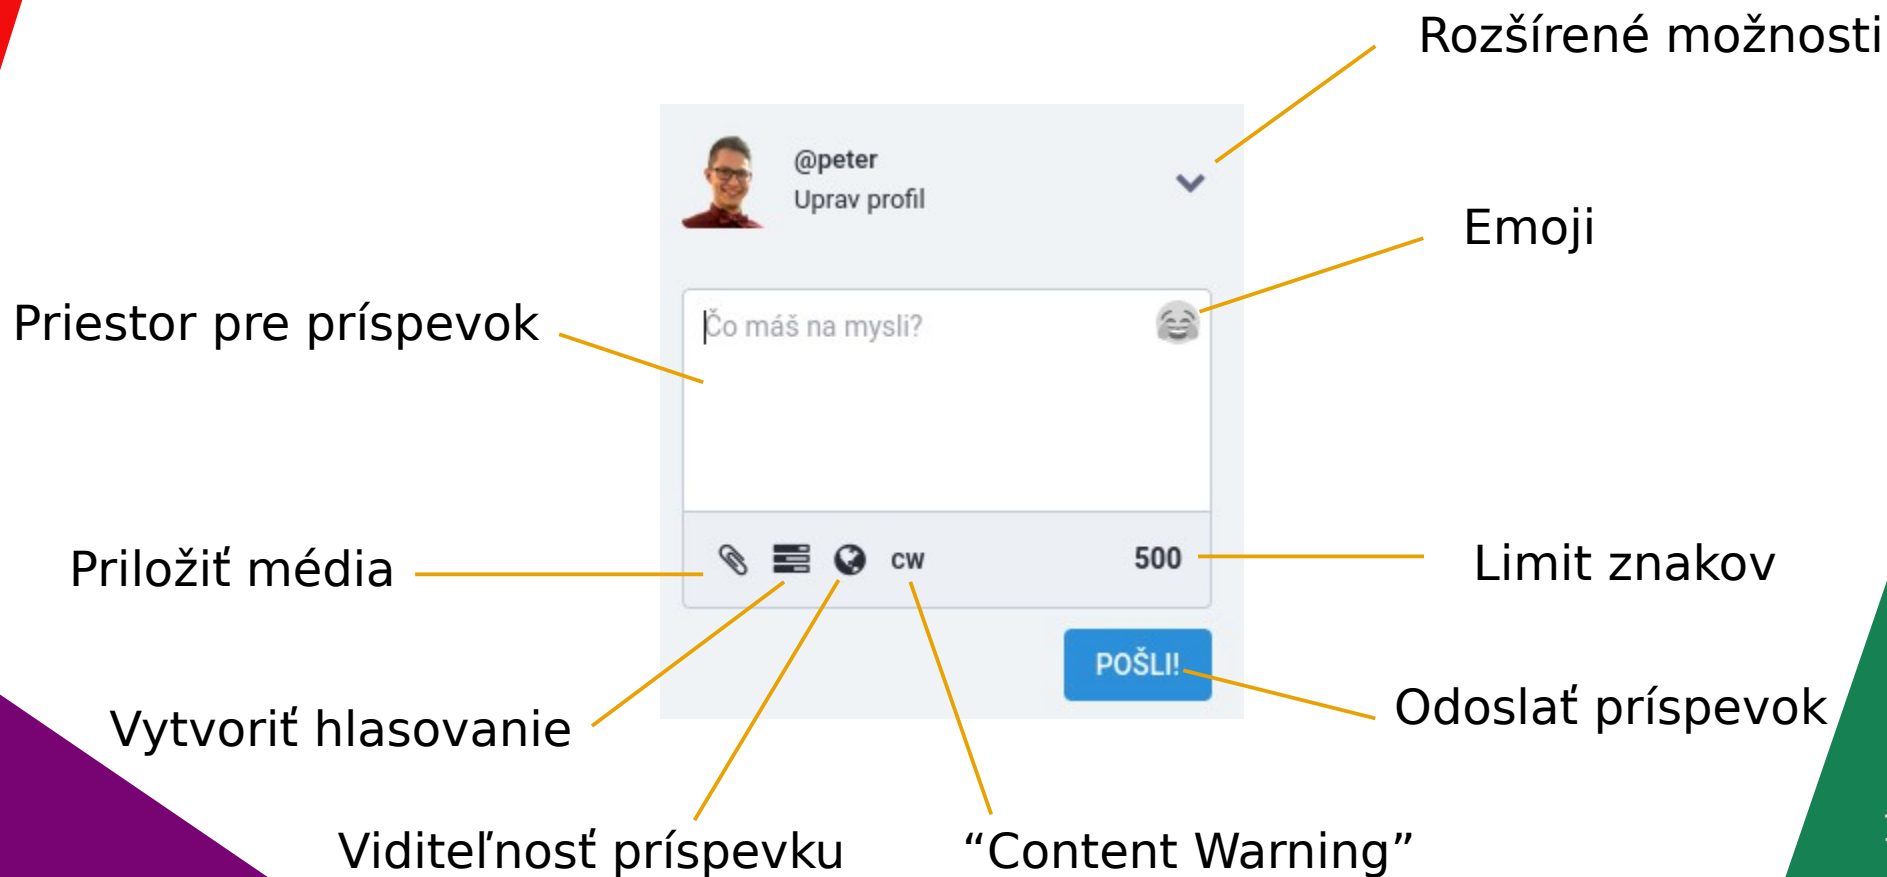 Rozšírené možnosti
@peter
Uprav profil
Emoji
Priestor pre príspevok
Čo máš na mysli?
Priložiť média
CW
500
Limit znakov
POŠLI!
Odoslať príspevok
Vytvoriť hlasovanie
Viditeľnosť príspevku
“Content Warning”